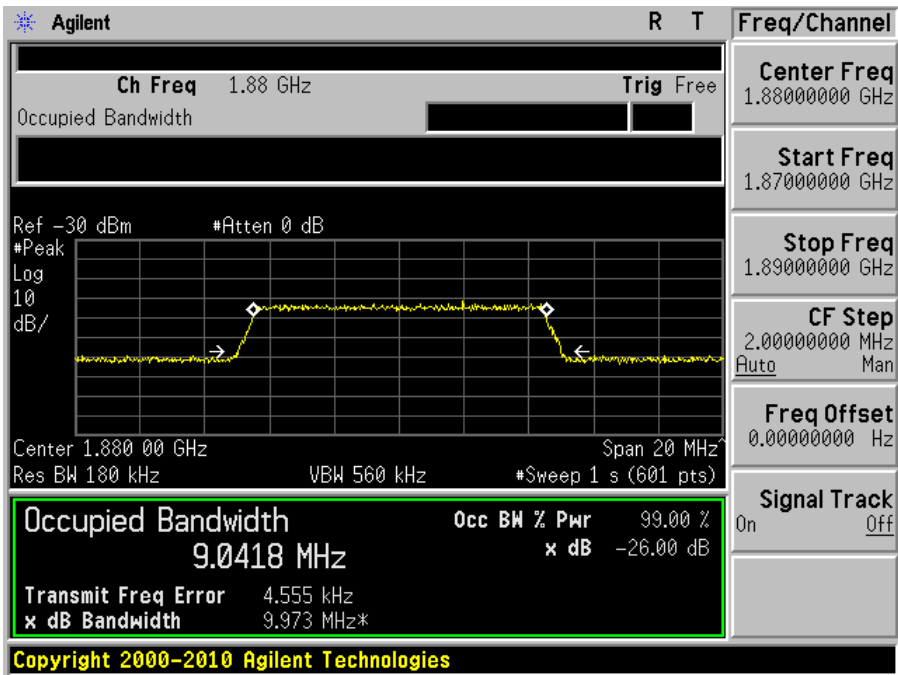 Agilent R T
Ch Freq 1.88 GHz Trig Free
Occupied Bandwidth
Ref -30 dBm #Atten 0 dB
#Peak
Log
10
dB/
Center 1.880 00 GHz Span 20 MHz^
Res BW 180 kHz VBW 560 kHz #Sweep 1 s (601 pts)
Occupied Bandwidth Occ BW % Pwr 99.00 %
9.0418 MHz x dB -26.00 dB
Transmit Freq Error 4.555 kHz
x dB Bandwidth 9.973 MHz*
Copyright 2000-2010 Agilent Technologies
Freq/Channel
Center Freq
1.88000000 GHz
Start Freq
1.87000000 GHz
Stop Freq
1.89000000 GHz
CF Step
2.00000000 MHz
Auto Man
Freq Offset
0.00000000 Hz
Signal Track
On Off